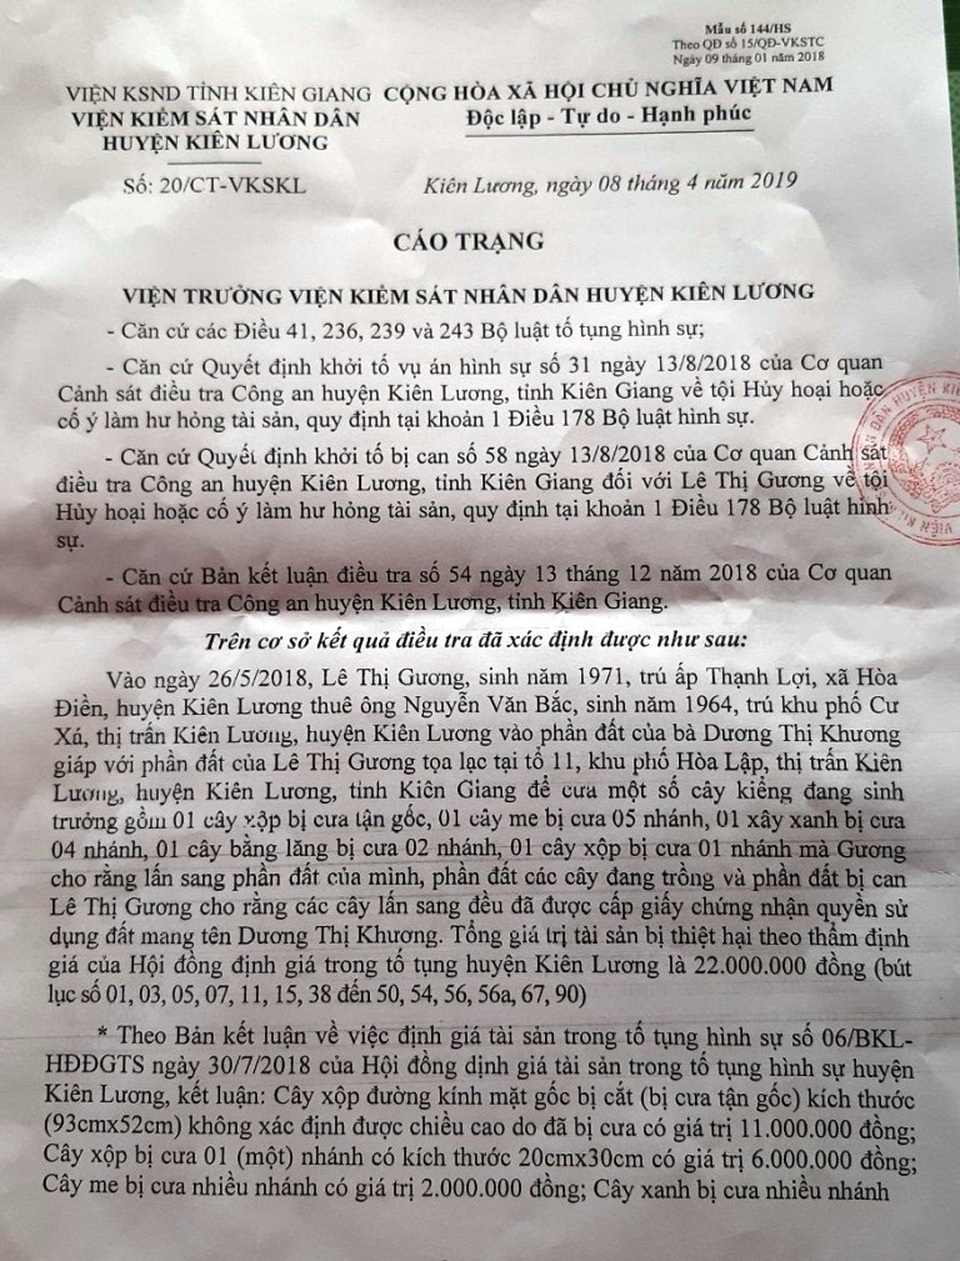 Mẫu số 144/HS
Theo QĐ số 15/QĐ-VKSTC
Ngày 09 tháng 01 năm 2018
VIỆN KSND TỈNH KIÊN GIANG
VIỆN KIỂM SÁT NHÂN DÂN
HUYỆN KIÊN LƯƠNG
CỘNG HÒA XÃ HỘI CHỦ NGHĨA VIỆT NAM
Độc lập - Tự do - Hạnh phúc
Số: 20/CT-VKSKL
Kiên Lương, ngày 08 tháng 4 năm 2019
CÁO TRẠNG
VIỆN TRƯỞNG VIỆN KIỂM SÁT NHÂN DÂN HUYỆN KIÊN LƯƠNG
- Căn cứ các Điều 41, 236, 239 và 243 Bộ luật tố tụng hình sự;
- Căn cứ Quyết định khởi tố vụ án hình sự số 31 ngày 13/8/2018 của Cơ quan
Cảnh sát điều tra Công an huyện Kiên Lương, tỉnh Kiên Giang về tội Hủy hoại hoặc
cố ý làm hư hỏng tài sản, quy định tại khoản 1 Điều 178 Bộ luật hình sự.
- Căn cứ Quyết định khởi tố bị can số 58 ngày 13/8/2018 của Cơ quan Cảnh sát
điều tra Công an huyện Kiên Lương, tỉnh Kiên Giang đối với Lê Thị Gương về tội
Hủy hoại hoặc cố ý làm hư hỏng tài sản, quy định tại khoản 1 Điều 178 Bộ luật hình
sự.
- Căn cứ Bản kết luận điều tra số 54 ngày 13 tháng 12 năm 2018 của Cơ quan
Cảnh sát điều tra Công an huyện Kiên Lương, tỉnh Kiên Giang.
Trên cơ sở kết quả điều tra đã xác định được như sau:
Vào ngày 26/5/2018, Lê Thị Gương, sinh năm 1971, trú ấp Thạnh Lợi, xã Hòa
Điền, huyện Kiên Lương thuê ông Nguyễn Văn Bắc, sinh năm 1964, trú khu phố Cư
Xá, thị trấn Kiên Lương, huyện Kiên Lương vào phần đất của bà Dương Thị Khương
giáp với phần đất của Lê Thị Gương tọa lạc tại tổ 11, khu phố Hòa Lập, thị trấn Kiên
Lương, huyện Kiên Lương, tỉnh Kiên Giang để cưa một số cây kiểng đang sinh
trưởng gồm 01 cây xộp bị cưa tận gốc, 01 cây me bị cưa 05 nhánh, 01 xây xanh bị cưa
04 nhánh, 01 cây bằng lăng bị cưa 02 nhánh, 01 cây xộp bị cưa 01 nhánh mà Gương
cho rằng lấn sang phần đất của mình, phần đất các cây đang trồng và phần đất bị can
Lê Thị Gương cho rằng các cây lấn sang đều đã được cấp giấy chứng nhận quyền sử
dụng đất mang tên Dương Thị Khương. Tổng giá trị tài sản bị thiệt hại theo thẩm định
giá của Hội đồng định giá trong tố tụng huyện Kiên Lương là 22.000.000 đồng (bút
lục số 01, 03, 05, 07, 11, 15, 38 đến 50, 54, 56, 56a, 67, 90)
* Theo Bản kết luận về việc định giá tài sản trong tố tụng hình sự số 06/BKL-
HĐĐGTS ngày 30/7/2018 của Hội đồng dịnh giá tài sản trong tố tụng hình sự huyện
Kiên Lương, kết luận: Cây xộp đường kính mặt gốc bị cắt (bị cưa tận gốc) kích thước
(93cmx52cm) không xác định được chiều cao do đã bị cưa có giá trị 11.000.000 đồng;
Cây xộp bị cưa 01 (một) nhánh có kích thước 20cmx30cm có giá trị 6.000.000 đồng;
Cây me bị cưa nhiều nhánh có giá trị 2.000.000 đồng; Cây xanh bị cưa nhiều nhánh